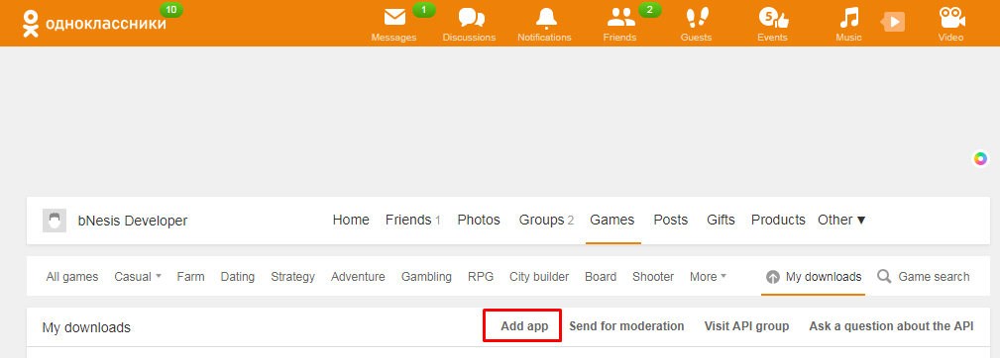 одноклассники 10
1 2 5
Messages Discussions Notifications Friends Guests Events Music Video
bNesis Developer Home Friends 1 Photos Groups 2 Games Posts Gifts Products Other ▼
All games Casual Farm Dating Strategy Adventure Gambling RPG City builder Board Shooter More My downloads Game search
My downloads Add app Send for moderation Visit API group Ask a question about the API